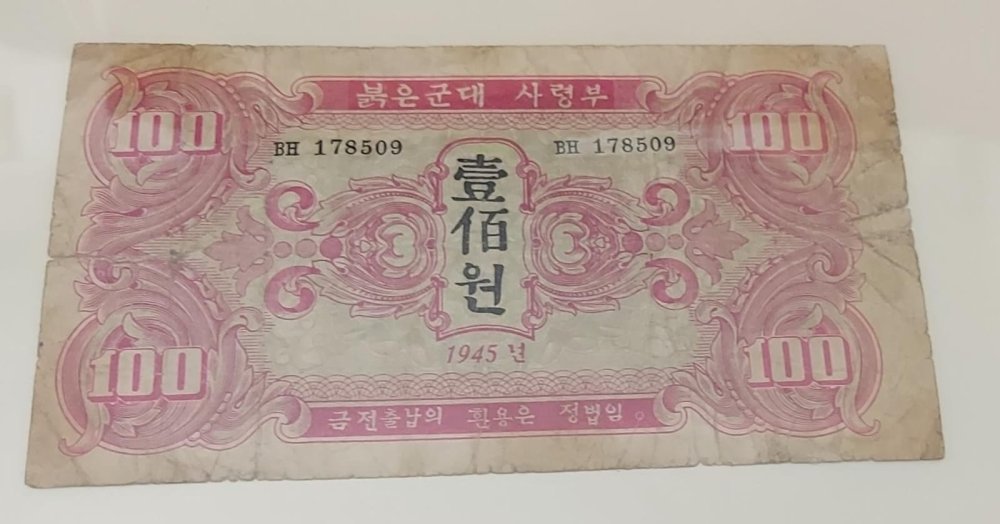 붉은군대 사령부
100 100
BH 178509 BH 178509
壹
佰
원
1945 년
100 100
금전출납의 환용은 정법임.